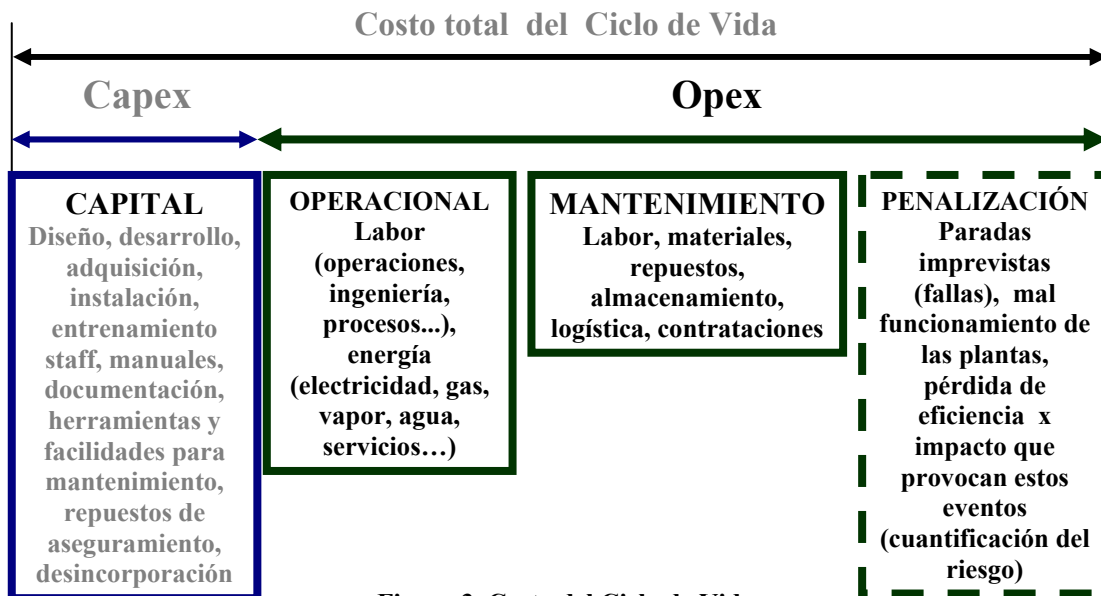 Costo total del Ciclo de Vida
Capex
Opex
CAPITAL
Diseño, desarrollo,
adquisición,
instalación,
entrenamiento
staff, manuales,
documentación,
herramientas y
facilidades para
mantenimiento,
repuestos de
aseguramiento,
desincorporación
OPERACIONAL
Labor
(operaciones,
ingeniería,
procesos...),
energía
(electricidad, gas,
vapor, agua,
servicios…)
MANTENIMIENTO
Labor, materiales,
repuestos,
almacenamiento,
logística, contrataciones
PENALIZACIÓN
Paradas
imprevistas
(fallas), mal
funcionamiento de
las plantas,
pérdida de
eficiencia x
impacto que
provocan estos
eventos
(cuantificación del
riesgo)